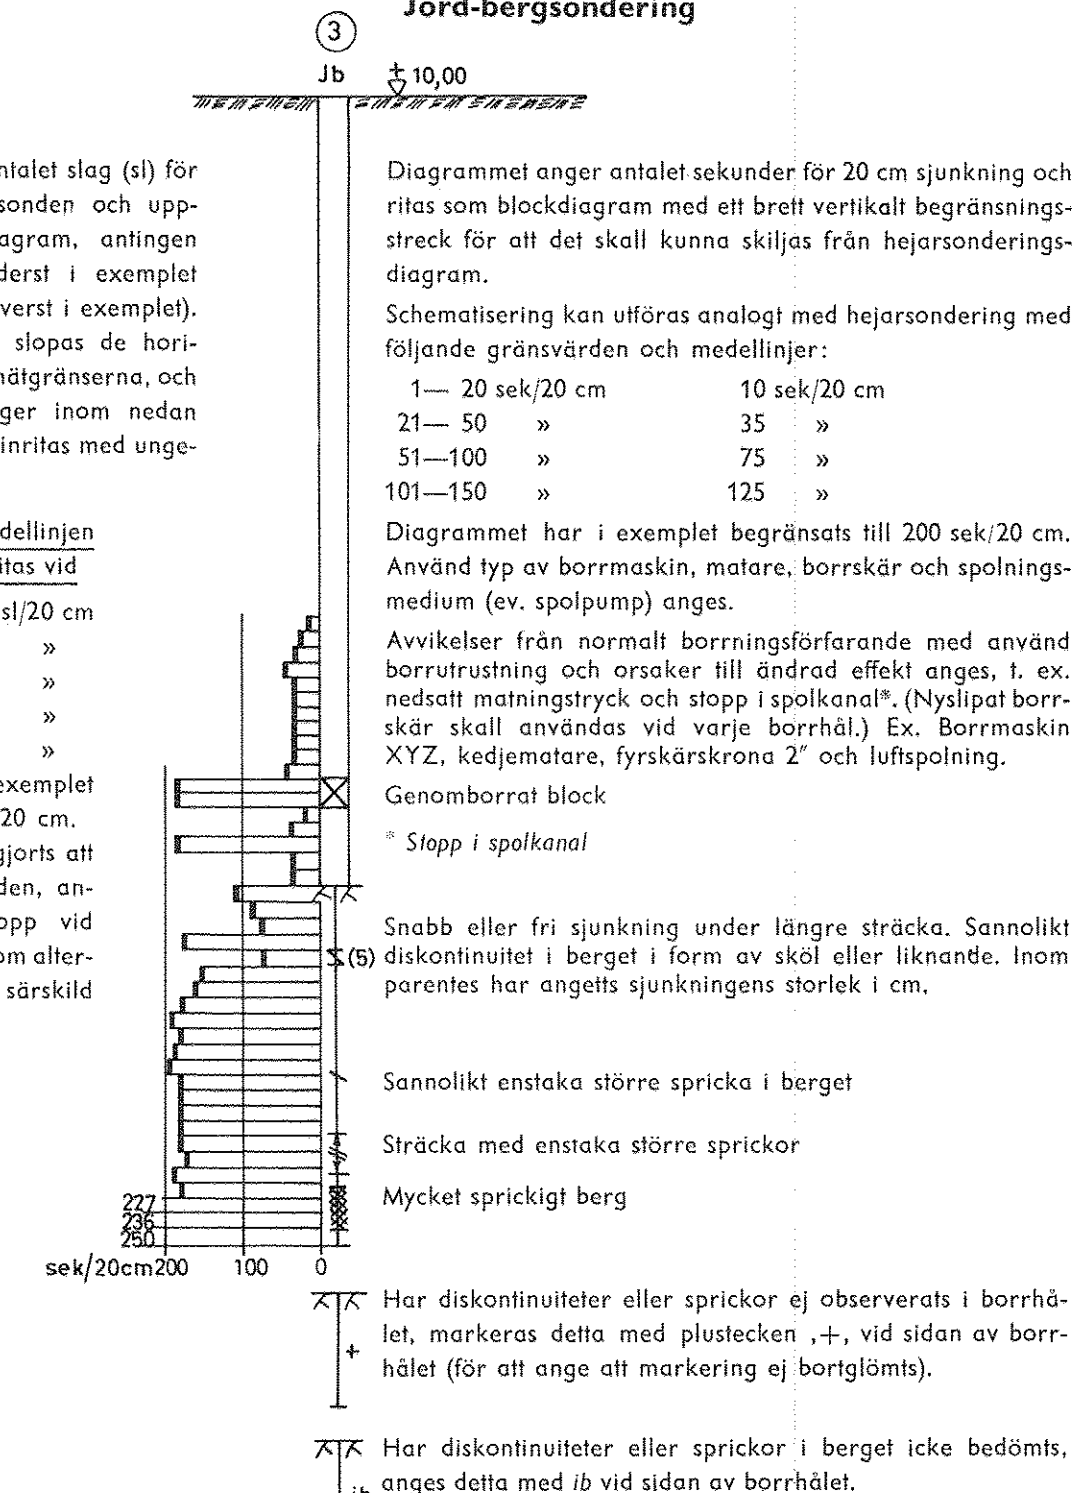 Jord-bergsondering
3
Jb
± 10,00
ntalet slag (sl) för
sonden och upp-
agram, antingen
derst i exemplet
verst i exemplet).
slopas de hori-
nätgränserna, och
ger inom nedan
inritas med unge-
dellinjen
itas vid
sl/20 cm
»
»
»
»
exemplet
20 cm.
gjorts att
den, an-
opp vid
om alter-
särskild
Diagrammet anger antalet sekunder för 20 cm sjunkning och
ritas som blockdiagram med ett brett vertikalt begränsnings-
streck för att det skall kunna skiljas från hejarsonderings-
diagram.
Schematisering kan utföras analogt med hejarsondering med
följande gränsvärden och medellinjer:
1— 20 sek/20 cm 10 sek/20 cm
21— 50 » 35 »
51—100 » 75 »
101—150 » 125 »
Diagrammet har i exemplet begränsats till 200 sek/20 cm.
Använd typ av borrmaskin, matare, borrskär och spolnings-
medium (ev. spolpump) anges.
Avvikelser från normalt borrningsförfarande med använd
borrutrustning och orsaker till ändrad effekt anges, t. ex.
nedsatt matningstryck och stopp i spolkanal*. (Nyslipat borr-
skär skall användas vid varje borrhål.) Ex. Borrmaskin
XYZ, kedjematare, fyrskärskrona 2″ och luftspolning.
Genomborrat block
* Stopp i spolkanal
Snabb eller fri sjunkning under längre sträcka. Sannolikt
(5) diskontinuitet i berget i form av sköl eller liknande. Inom
parentes har angetts sjunkningens storlek i cm.
Sannolikt enstaka större spricka i berget
Sträcka med enstaka större sprickor
Mycket sprickigt berg
227
236
250
sek/20cm 200 100 0
Har diskontinuiteter eller sprickor ej observerats i borrhå-
let, markeras detta med plustecken ,+, vid sidan av borr-
+
hålet (för att ange att markering ej bortglömts).
Har diskontinuiteter eller sprickor i berget icke bedömts,
ib anges detta med ib vid sidan av borrhålet.